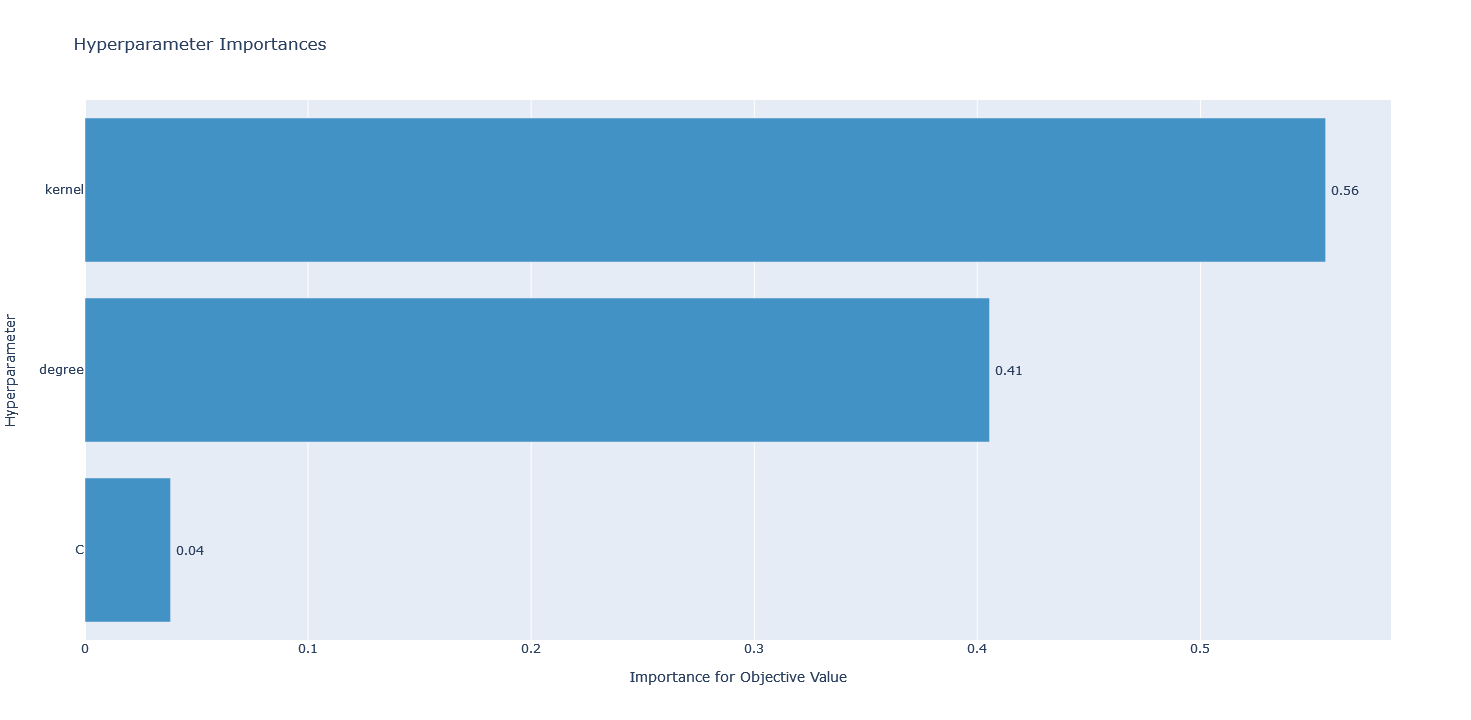 Hyperparameter Importances
Hyperparameter
kernel
0.56
degree
0.41
C
0.04
0 0.1 0.2 0.3 0.4 0.5
Importance for Objective Value